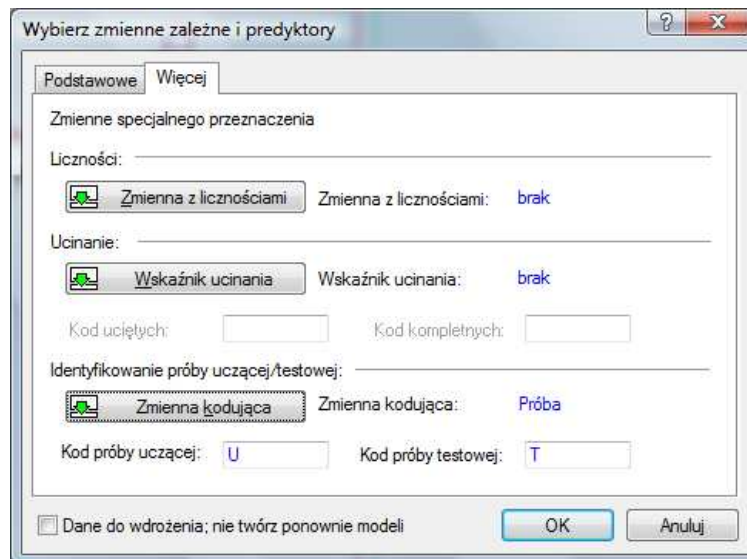 Wybierz zmienne zależne i predyktory
Podstawowe Więcej
Zmienne specjalnego przeznaczenia
Liczności:
Zmienna z licznościami Zmienna z licznościami: brak
Ucinanie:
Wskaźnik ucinania Wskaźnik ucinania: brak
Kod uciętych: Kod kompletnych:
Identyfikowanie próby uczącej/testowej:
Zmienna kodująca Zmienna kodująca: Próba
Kod próby uczącej: U Kod próby testowej: T
Dane do wdrożenia; nie twórz ponownie modeli OK Anuluj